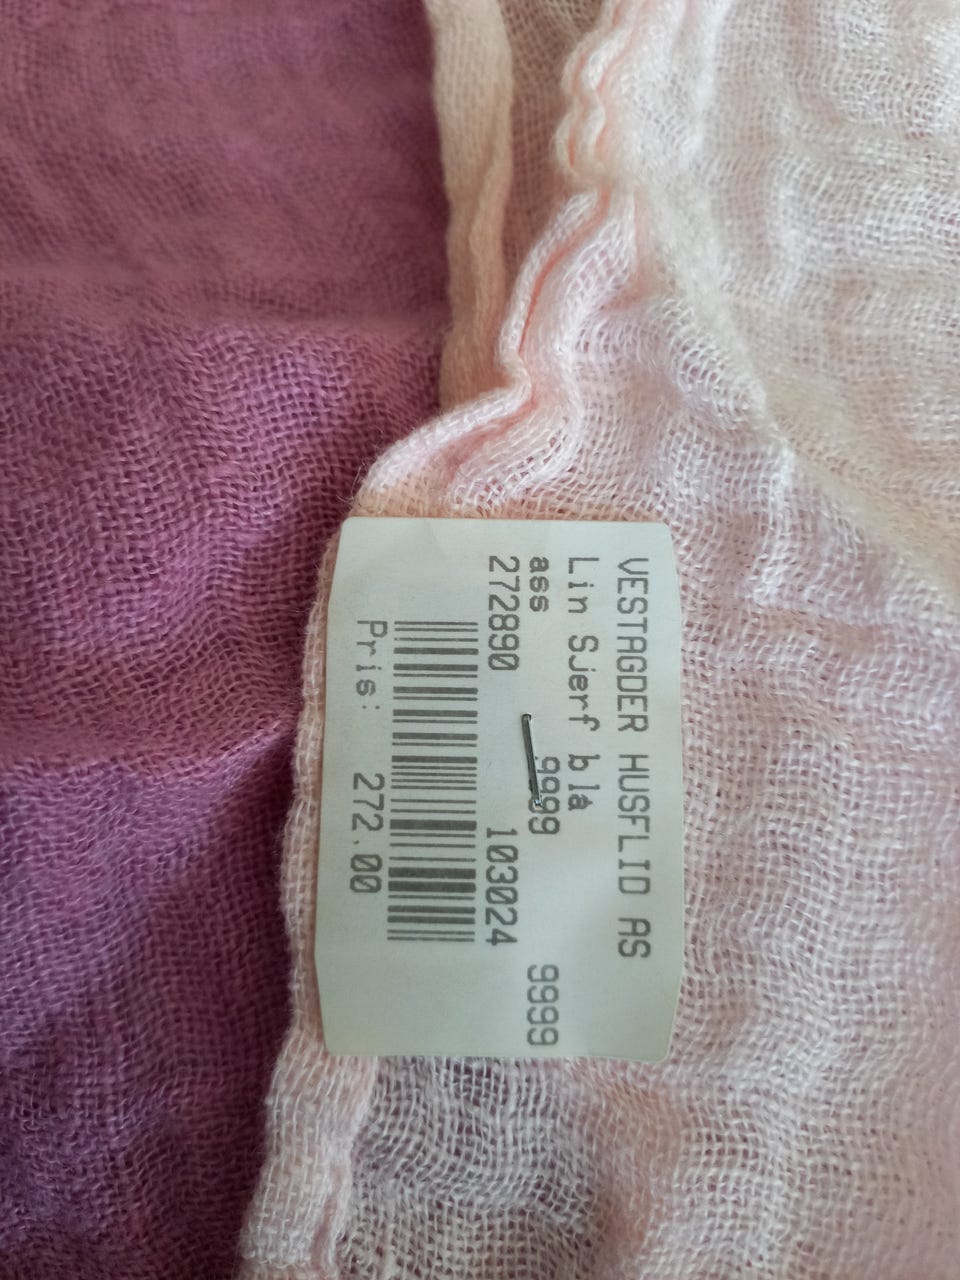 VESTAGDER HUSFLID AS
Lin Sjerf blå
ass 9999 9999
272890 103024
Pris: 272.00